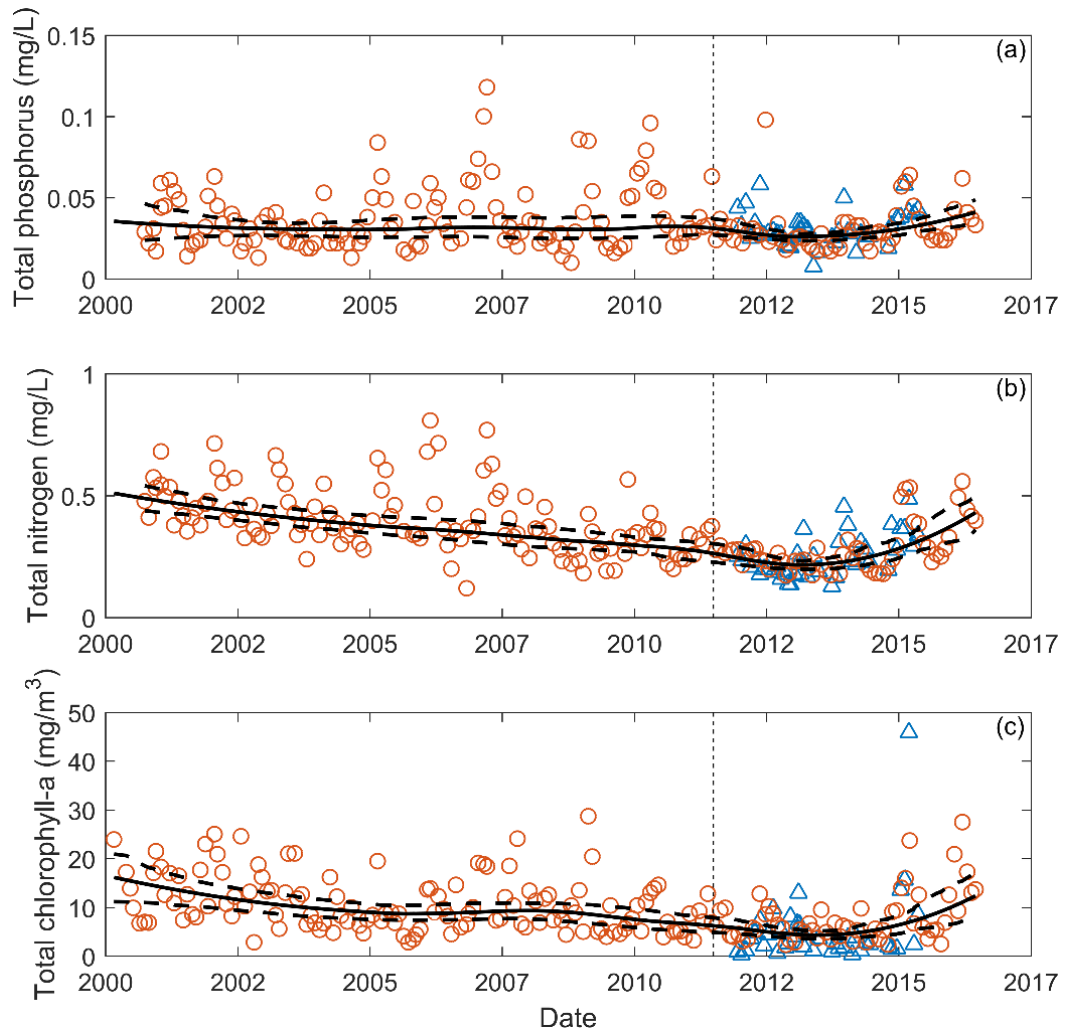 0.15
0.1
0.05
0
Total phosphorus (mg/L)
(a)
2000 2002 2005 2007 2010 2012 2015 2017
1
0.5
0
Total nitrogen (mg/L)
(b)
2000 2002 2005 2007 2010 2012 2015 2017
50
40
30
20
10
0
Total chlorophyll-a (mg/m³)
(c)
2000 2002 2005 2007 2010 2012 2015 2017
Date